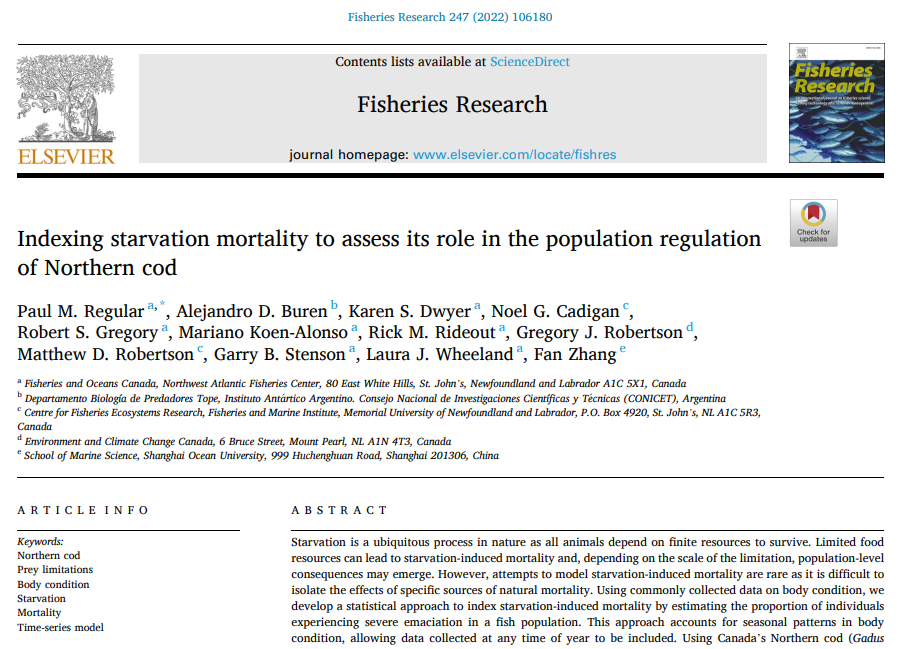 Fisheries Research 247 (2022) 106180
Contents lists available at ScienceDirect
Fisheries Research
journal homepage: www.elsevier.com/locate/fishres
ELSEVIER
Fisheries
Research
Check for
updates
Indexing starvation mortality to assess its role in the population regulation
of Northern cod
Paul M. Regular a,*, Alejandro D. Buren b, Karen S. Dwyer a, Noel G. Cadigan c,
Robert S. Gregory a, Mariano Koen-Alonso a, Rick M. Rideout a, Gregory J. Robertson d,
Matthew D. Robertson c, Garry B. Stenson a, Laura J. Wheeland a, Fan Zhang e
a Fisheries and Oceans Canada, Northwest Atlantic Fisheries Center, 80 East White Hills, St. John's, Newfoundland and Labrador A1C 5X1, Canada
b Departamento Biología de Predadores Tope, Instituto Antártico Argentino. Consejo Nacional de Investigaciones Científicas y Técnicas (CONICET), Argentina
c Centre for Fisheries Ecosystems Research, Fisheries and Marine Institute, Memorial University of Newfoundland and Labrador, P.O. Box 4920, St. John's, NL A1C 5R3,
Canada
d Environment and Climate Change Canada, 6 Bruce Street, Mount Pearl, NL A1N 4T3, Canada
e School of Marine Science, Shanghai Ocean University, 999 Huchenghuan Road, Shanghai 201306, China
ARTICLE INFO
Keywords:
Northern cod
Prey limitations
Body condition
Starvation
Mortality
Time-series model
ABSTRACT
Starvation is a ubiquitous process in nature as all animals depend on finite resources to survive. Limited food
resources can lead to starvation-induced mortality and, depending on the scale of the limitation, population-level
consequences may emerge. However, attempts to model starvation-induced mortality are rare as it is difficult to
isolate the effects of specific sources of natural mortality. Using commonly collected data on body condition, we
develop a statistical approach to index starvation-induced mortality by estimating the proportion of individuals
experiencing severe emaciation in a fish population. This approach accounts for seasonal patterns in body
condition, allowing data collected at any time of year to be included. Using Canada's Northern cod (Gadus